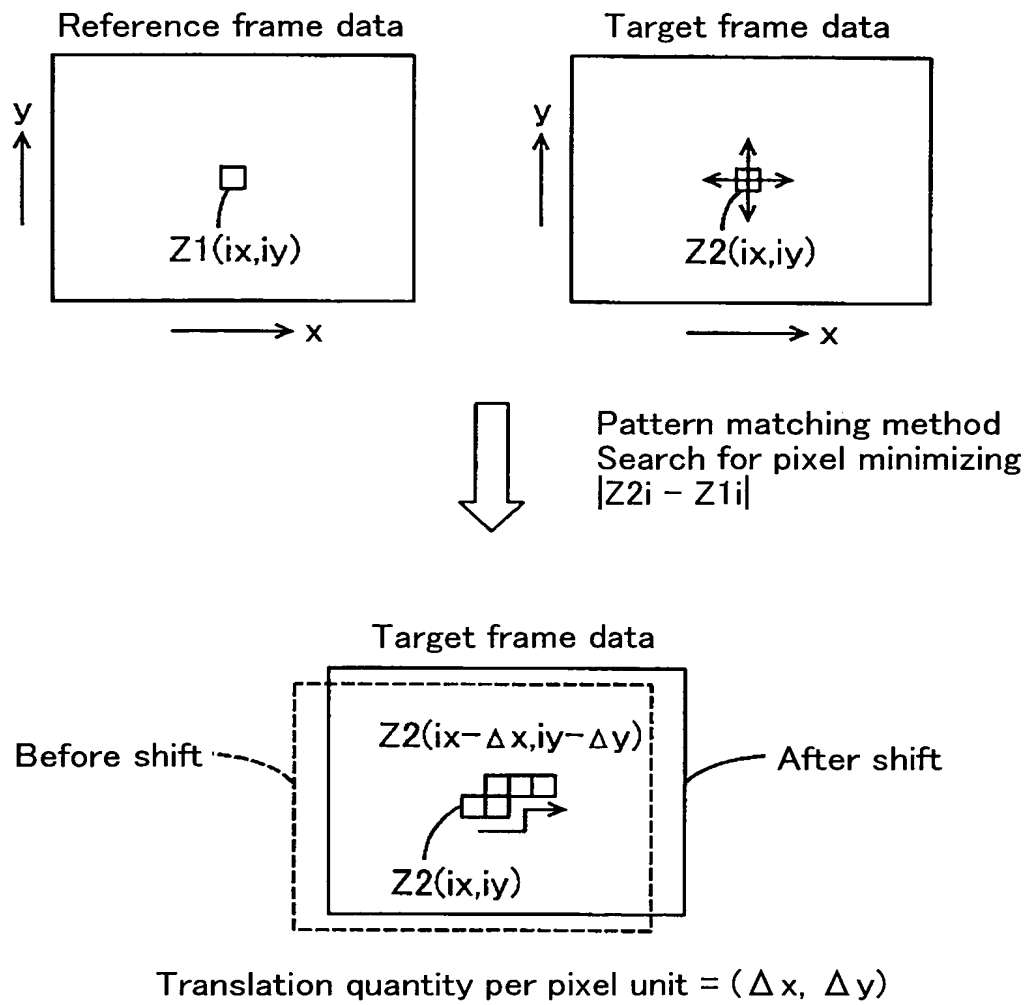 Reference frame data
Target frame data
y
y
Z1(ix,iy)
Z2(ix,iy)
x
x
Pattern matching method
Search for pixel minimizing
|Z2i − Z1i|
Target frame data
Z2(ix−Δx,iy−Δy)
Before shift
After shift
Z2(ix,iy)
Translation quantity per pixel unit = (Δx, Δy)